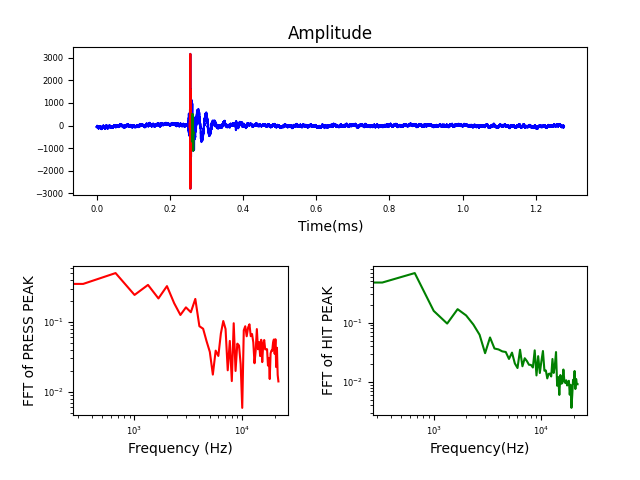 Amplitude
3000
2000
1000
0
−1000
−2000
−3000
0.0 0.2 0.4 0.6 0.8 1.0 1.2
Time(ms)
FFT of PRESS PEAK
10⁻¹
10⁻²
10³ 10⁴
Frequency (Hz)
FFT of HIT PEAK
10⁻¹
10⁻²
10³ 10⁴
Frequency(Hz)